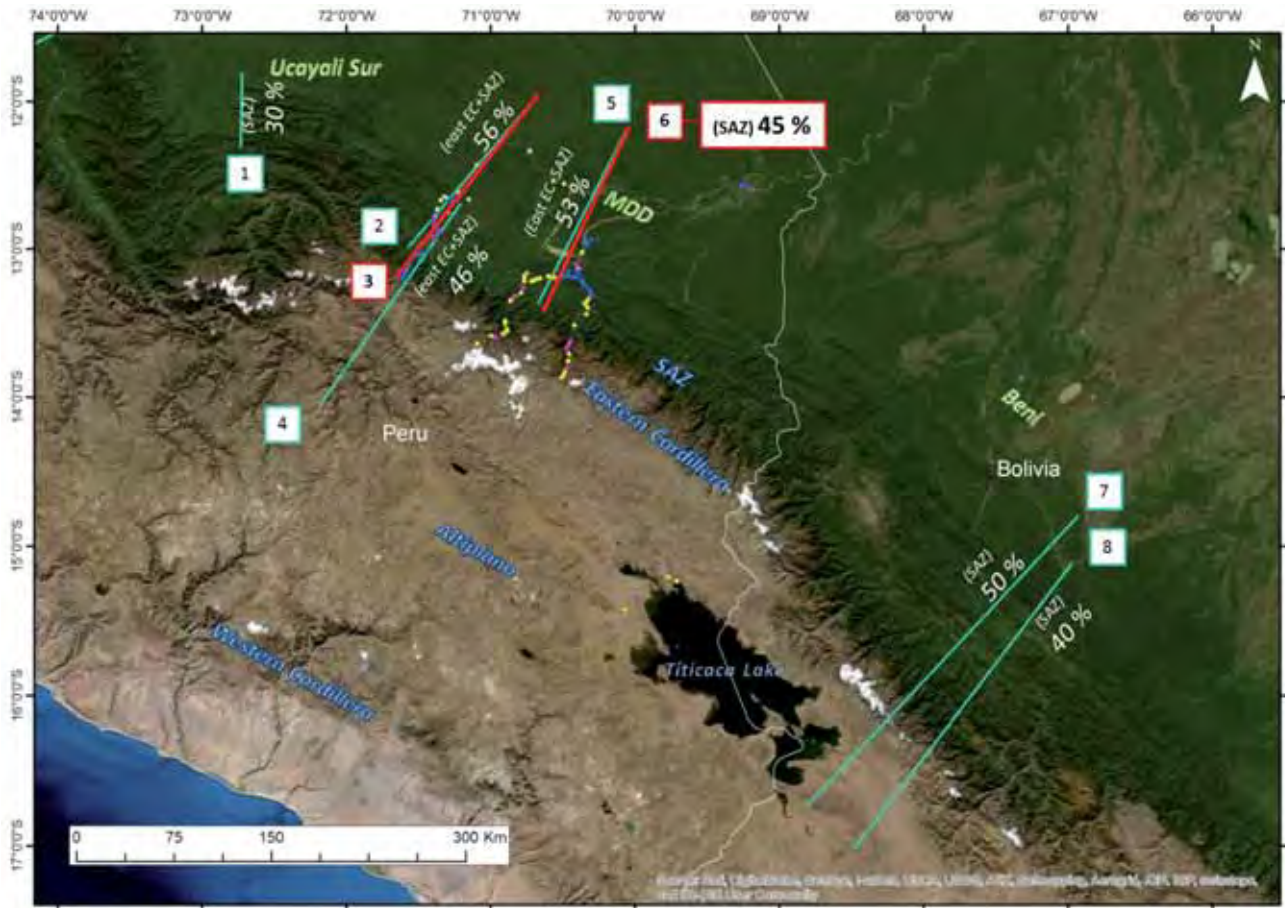 74°0'0"W 73°0'0"W 72°0'0"W 71°0'0"W 70°0'0"W 69°0'0"W 68°0'0"W 67°0'0"W 66°0'0"W
12°0'0"S
13°0'0"S
14°0'0"S
15°0'0"S
16°0'0"S
17°0'0"S
N
Ucayali Sur
(SAZ)
30 %
1
(east EC+SAZ)
56 %
5
6
(SAZ) 45 %
2
3
(east EC+SAZ)
46 %
(East EC+SAZ)
53 %
MDD
4
Peru
SAZ
Eastern Cordillera
Beni
Bolivia
7
8
Altiplano
(SAZ)
50 %
(SAZ)
40 %
Western Cordillera
Titicaca Lake
0 75 150 300 Km